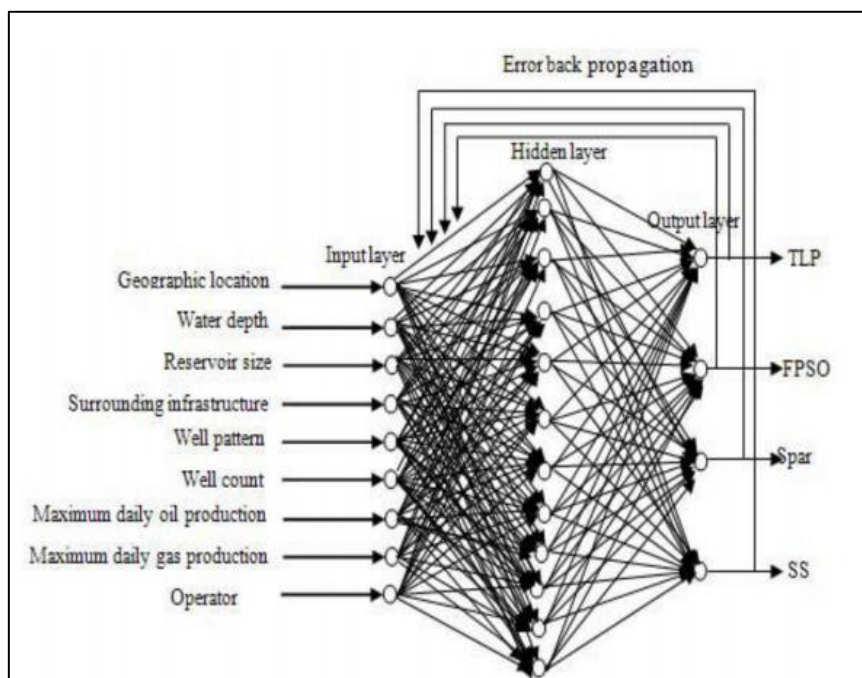 Error back propagation
Hidden layer
Output layer
Input layer
Geographic location
Water depth
Reservoir size
Surrounding infrastructure
Well pattern
Well count
Maximum daily oil production
Maximum daily gas production
Operator
TLP
FPSO
Spar
SS